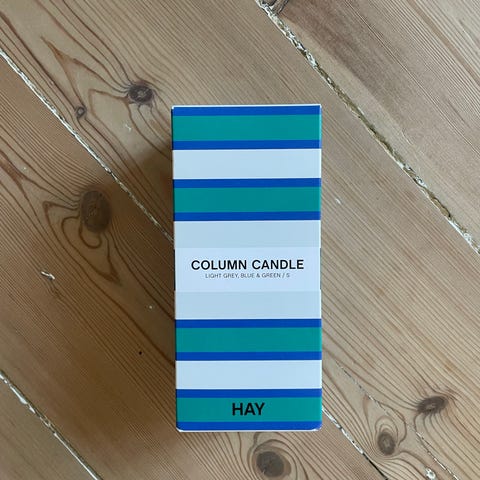 COLUMN CANDLE
LIGHT GREY, BLUE & GREEN / S
HAY